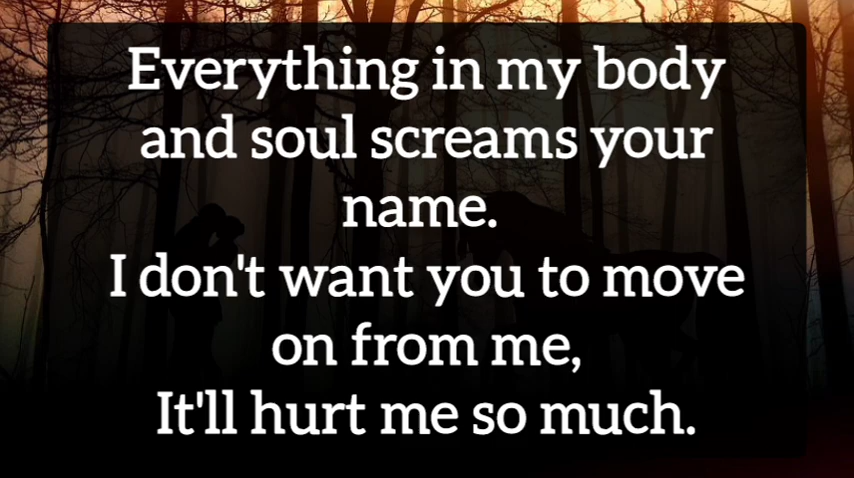 Everything in my body
and soul screams your
name.
I don't want you to move
on from me,
It'll hurt me so much.